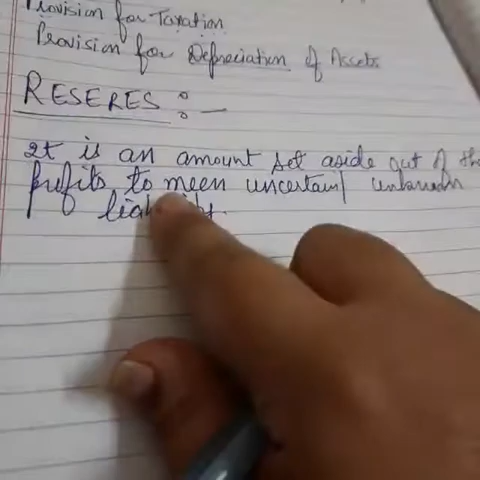 Provision for Taxation
Provision for Depreciation of Assets
RESERES :-
It is an amount set aside out of the
profits to meen uncertain/ unknown